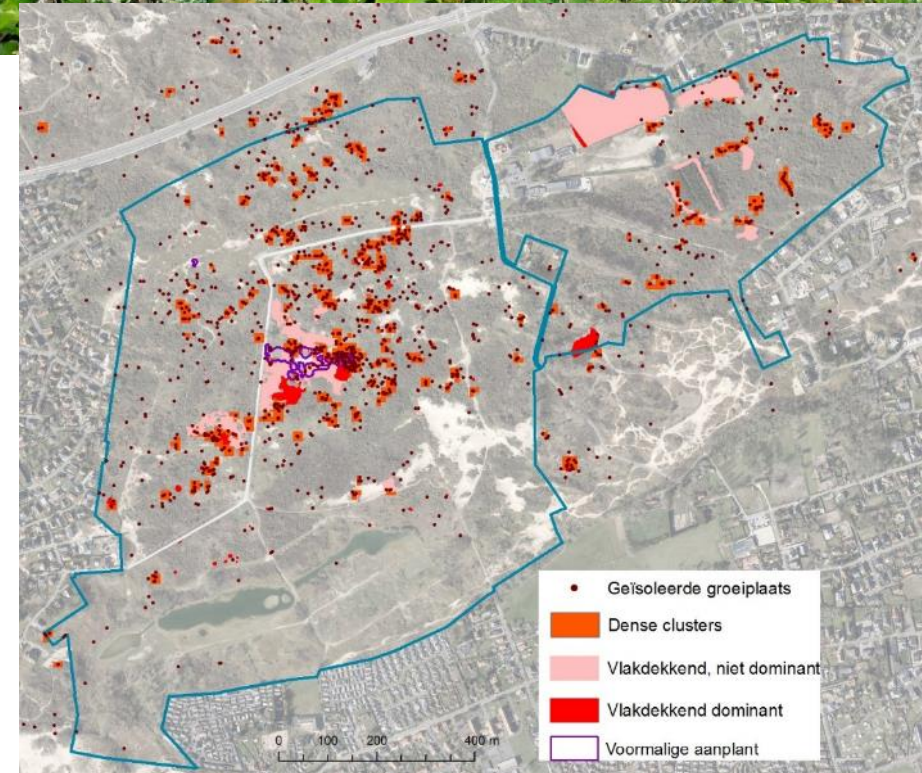 Geïsoleerde groeiplaats
Dense clusters
Vlakdekkend, niet dominant
Vlakdekkend dominant
Voormalige aanplant
0 100 200 400 m